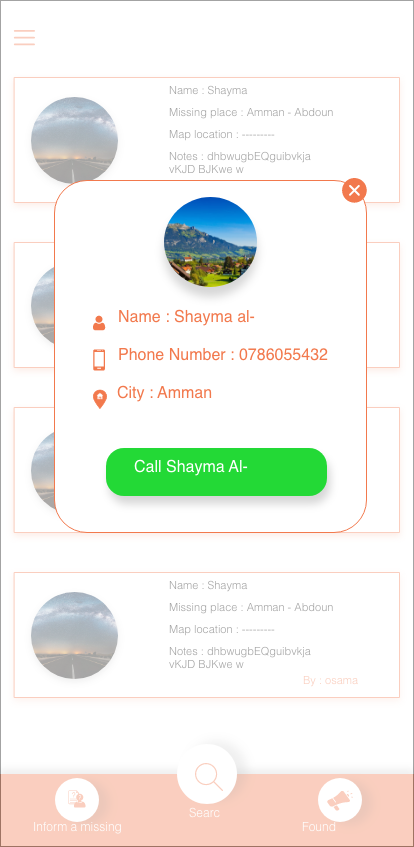 Name : Shayma
Missing place : Amman - Abdoun
Map location : ---------
Notes : dhbwugbEQguibvkja
vKJD BJKwe w
Name : Shayma al-
Phone Number : 0786055432
City : Amman
Call Shayma Al-
Name : Shayma
Missing place : Amman - Abdoun
Map location : ---------
Notes : dhbwugbEQguibvkja
vKJD BJKwe w
By : osama
Inform a missing
Searc
Found